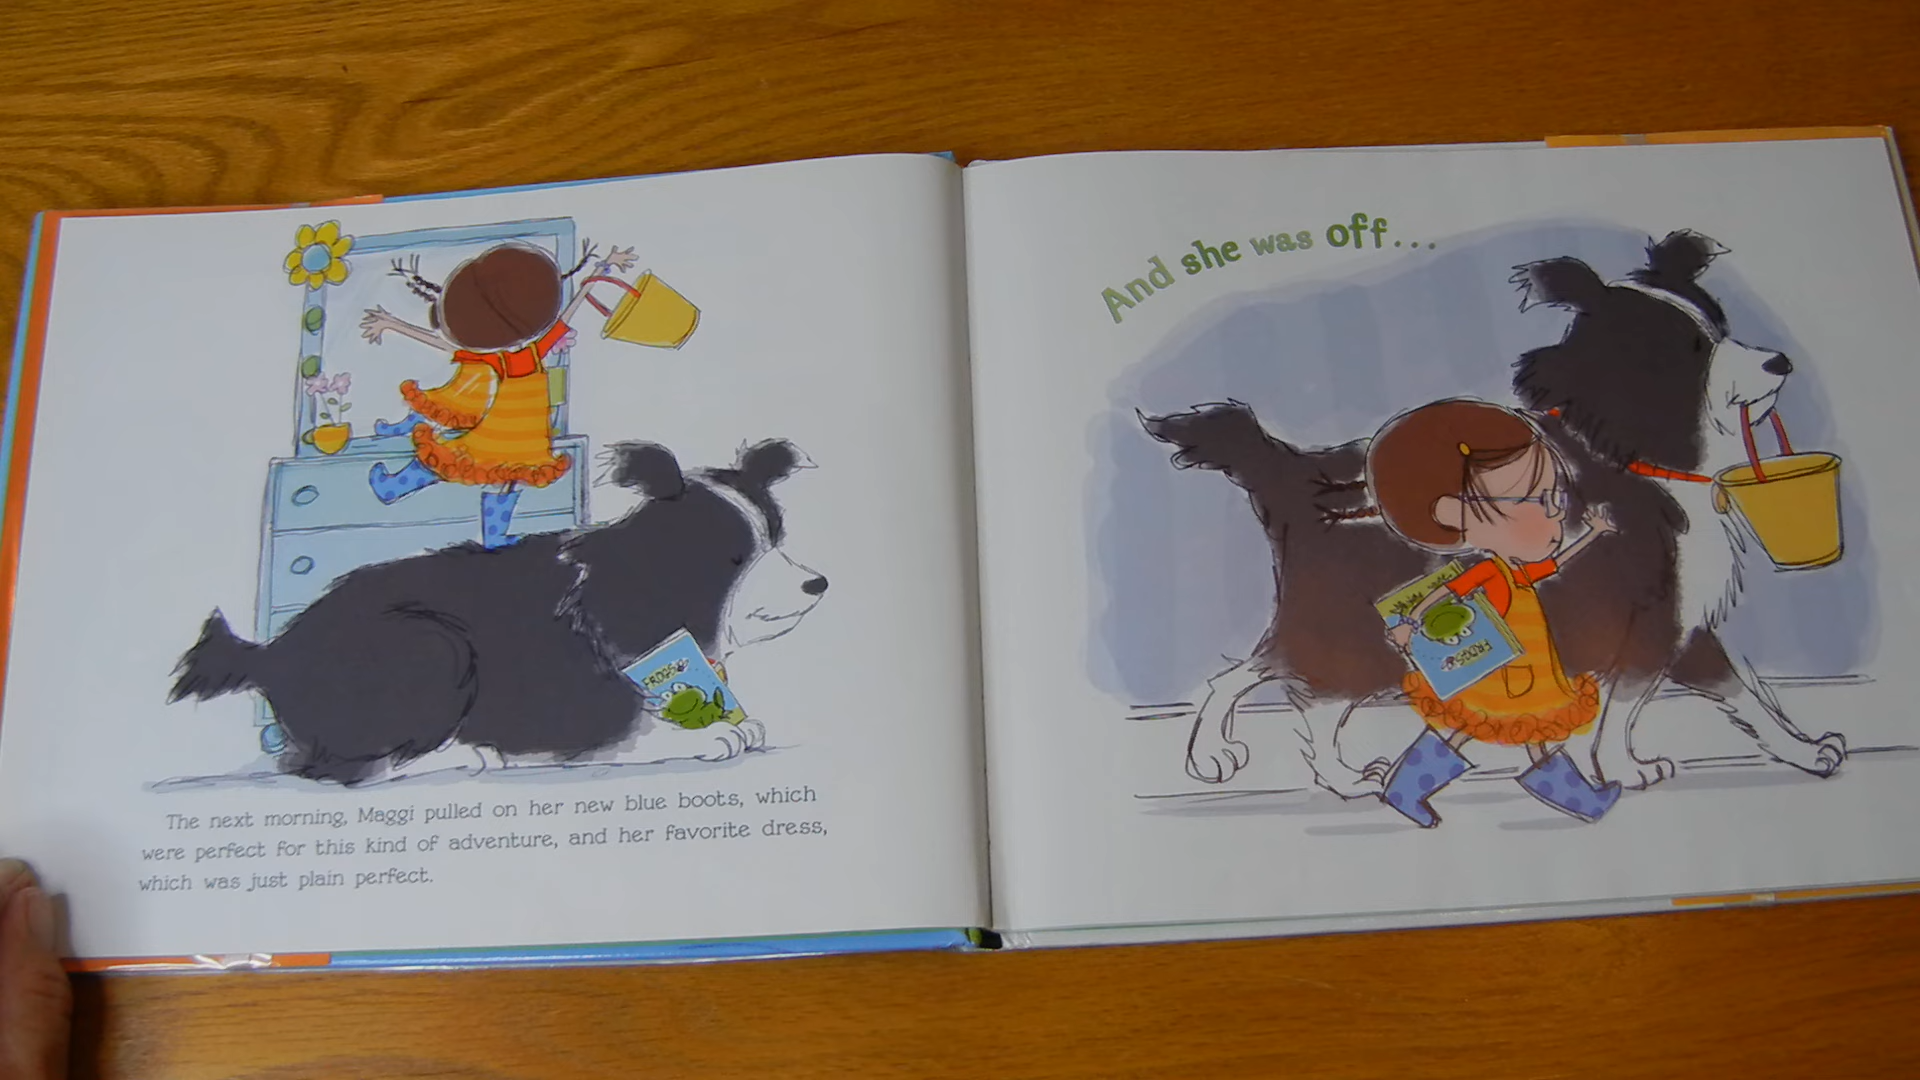 FROGS
The next morning, Maggi pulled on her new blue boots, which
were perfect for this kind of adventure, and her favorite dress,
which was just plain perfect.
And she was off...
FROGS